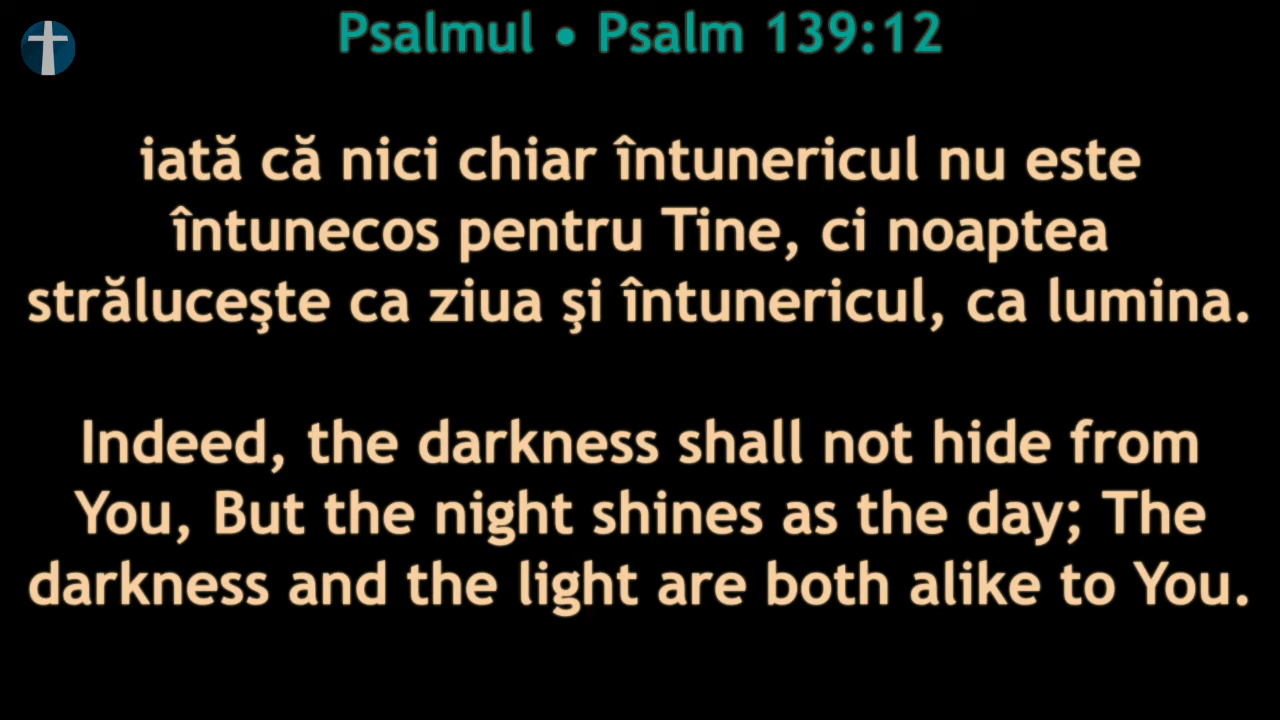 Psalmul • Psalm 139:12
iată că nici chiar întunericul nu este
întunecos pentru Tine, ci noaptea
străluceşte ca ziua şi întunericul, ca lumina.
Indeed, the darkness shall not hide from
You, But the night shines as the day; The
darkness and the light are both alike to You.